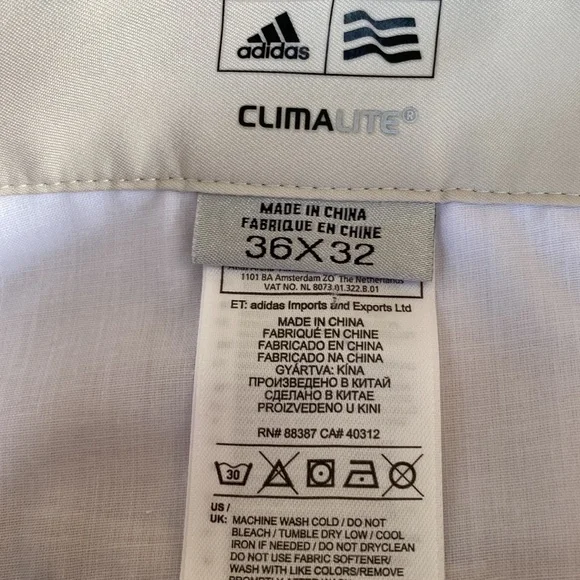 adidas
CLIMALITE®
MADE IN CHINA
FABRIQUE EN CHINE
36X32
1101 BA Amsterdam ZO The Netherlands
VAT NO. NL 8073.01.322.B.01
ET: adidas Imports and Exports Ltd
MADE IN CHINA
FABRIQUÉ EN CHINE
FABRICADO EN CHINA
FABRICADO NA CHINA
GYÁRTVA: KÍNA
ПРОИЗВЕДЕНО В КИТАЙ
СДЕЛАНО В КИТАЕ
PROIZVEDENO U KINI
RN# 88387 CA# 40312
30
US /
UK: MACHINE WASH COLD / DO NOT
BLEACH / TUMBLE DRY LOW / COOL
IRON IF NEEDED / DO NOT DRYCLEAN
DO NOT USE FABRIC SOFTENER/
WASH WITH LIKE COLORS/REMOVE